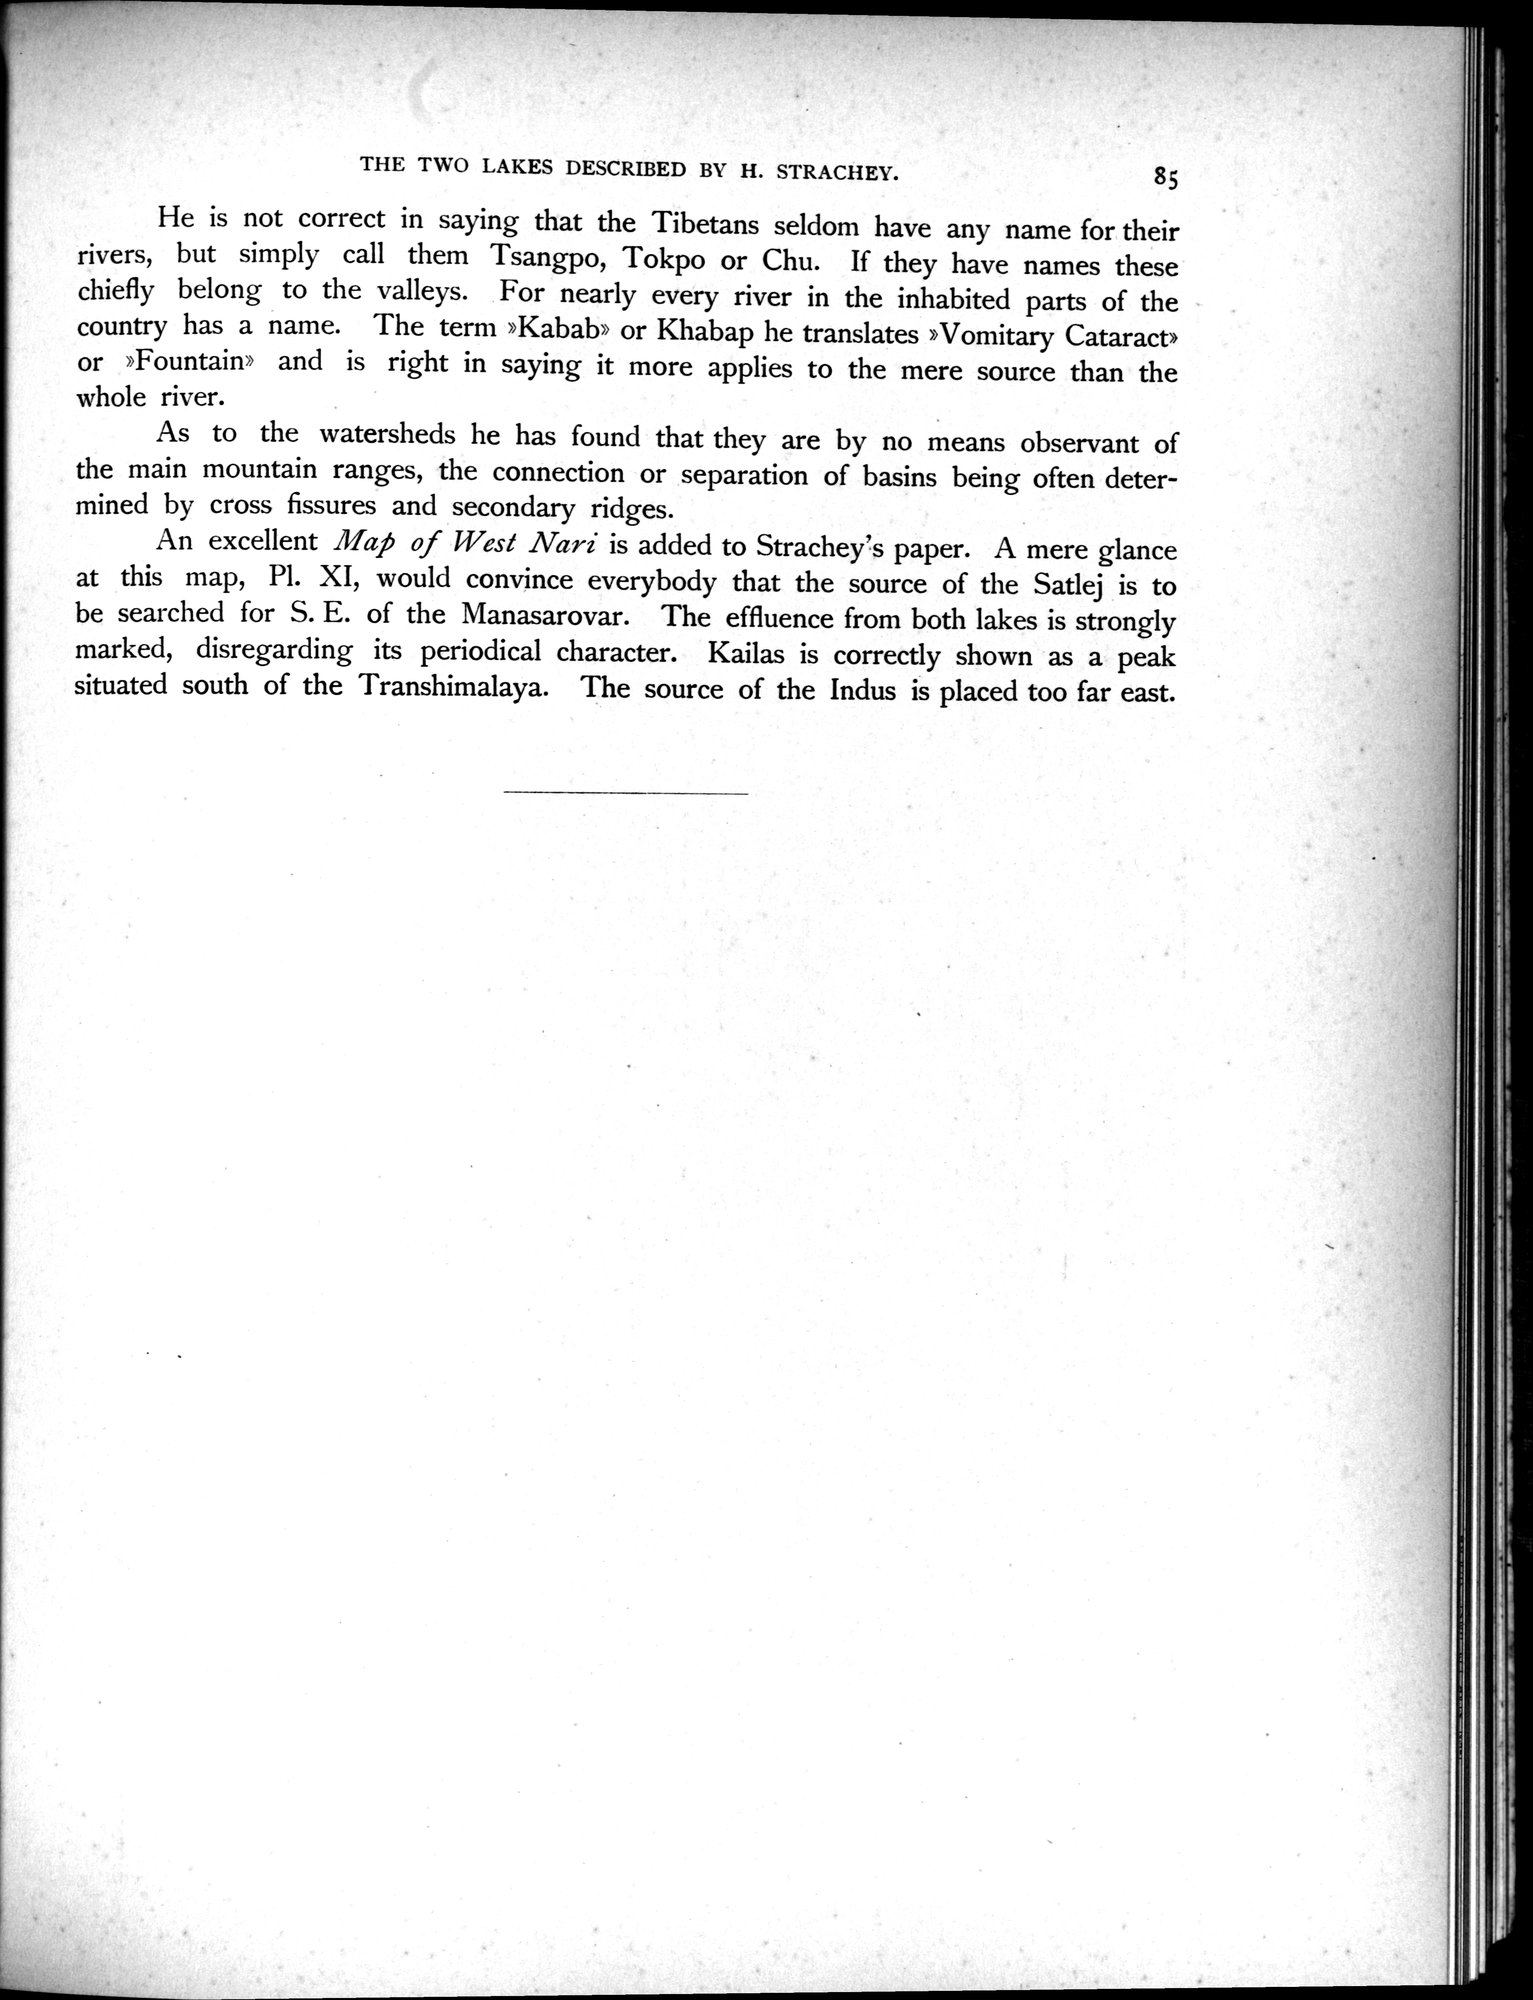 THE TWO LAKES DESCRIBED BY H. STRACHEY. 85
He is not correct in saying that the Tibetans seldom have any name for their
rivers, but simply call them Tsangpo, Tokpo or Chu. If they have names these
chiefly belong to the valleys. For nearly every river in the inhabited parts of the
country has a name. The term »Kabab» or Khabap he translates »Vomitary Cataract»
or »Fountain» and is right in saying it more applies to the mere source than the
whole river.
As to the watersheds he has found that they are by no means observant of
the main mountain ranges, the connection or separation of basins being often deter-
mined by cross fissures and secondary ridges.
An excellent Map of West Nari is added to Strachey's paper. A mere glance
at this map, Pl. XI, would convince everybody that the source of the Satlej is to
be searched for S. E. of the Manasarovar. The effluence from both lakes is strongly
marked, disregarding its periodical character. Kailas is correctly shown as a peak
situated south of the Transhimalaya. The source of the Indus is placed too far east.